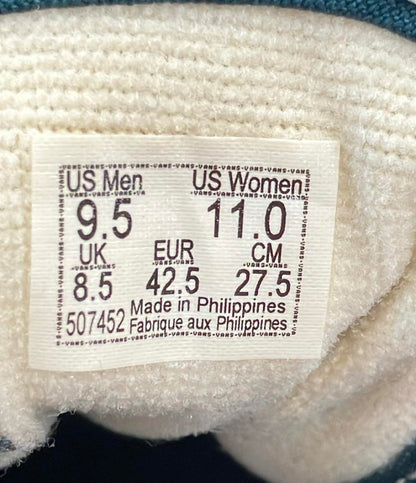 US Men US Women
9.5 11.0
UK EUR CM
8.5 42.5 27.5
507452 Made in Philippines
Fabrique aux Philippines